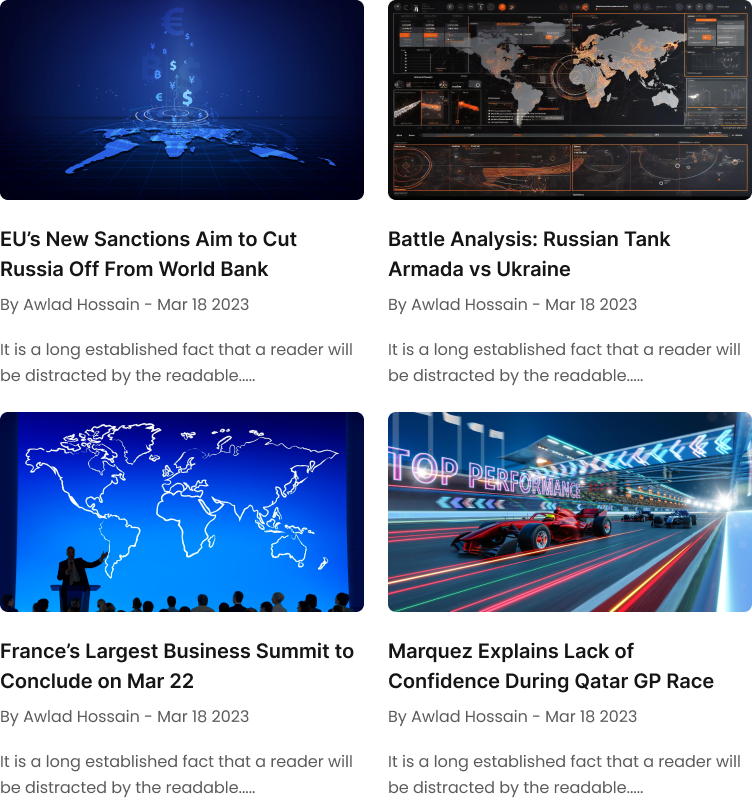 EU’s New Sanctions Aim to Cut
Russia Off From World Bank
By Awlad Hossain - Mar 18 2023
It is a long established fact that a reader will
be distracted by the readable.....
Battle Analysis: Russian Tank
Armada vs Ukraine
By Awlad Hossain - Mar 18 2023
It is a long established fact that a reader will
be distracted by the readable.....
TOP PERFORMANCE
France’s Largest Business Summit to
Conclude on Mar 22
By Awlad Hossain - Mar 18 2023
It is a long established fact that a reader will
be distracted by the readable.....
Marquez Explains Lack of
Confidence During Qatar GP Race
By Awlad Hossain - Mar 18 2023
It is a long established fact that a reader will
be distracted by the readable.....